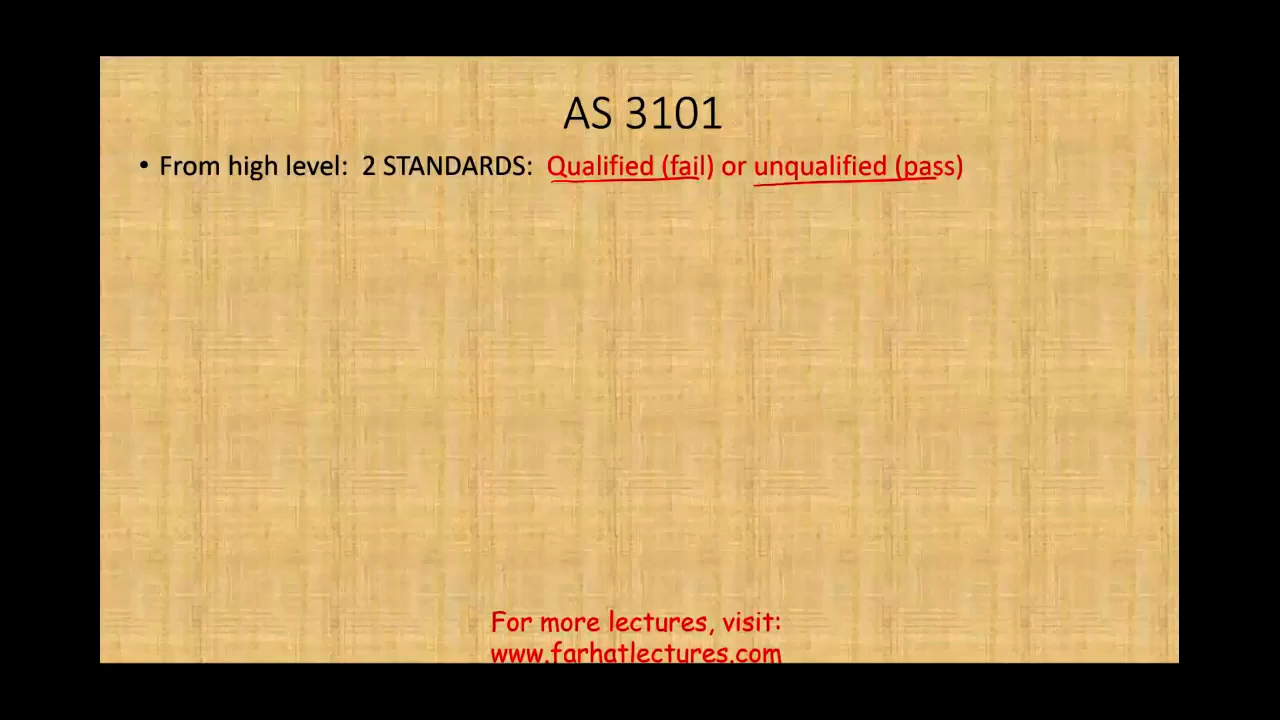 AS 3101
• From high level: 2 STANDARDS: Qualified (fail) or unqualified (pass)
For more lectures, visit:
www.farhatlectures.com